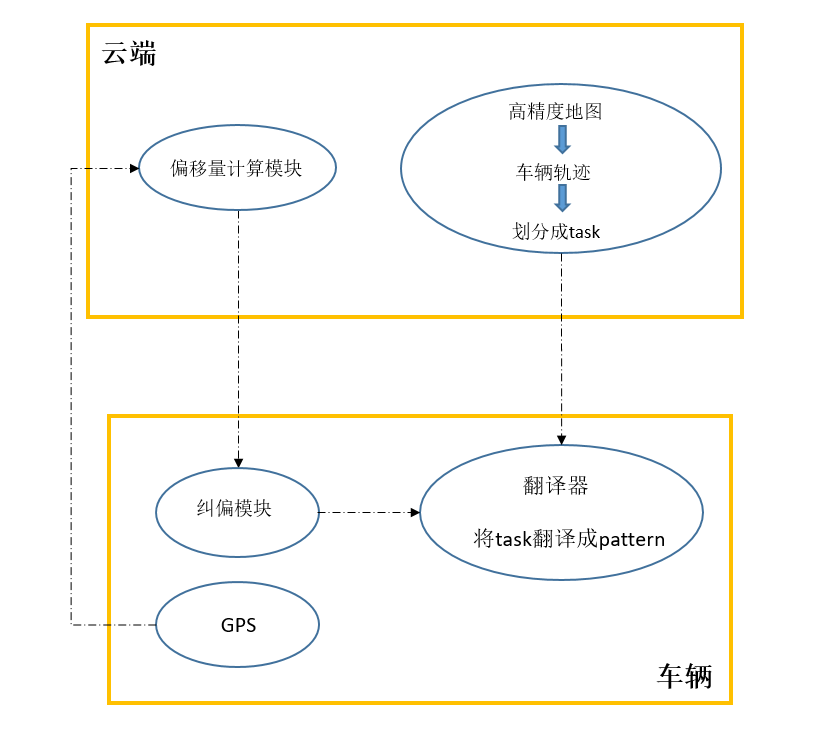 云端
偏移量计算模块
高精度地图
车辆轨迹
划分成task
纠偏模块
翻译器
将task翻译成pattern
GPS
车辆